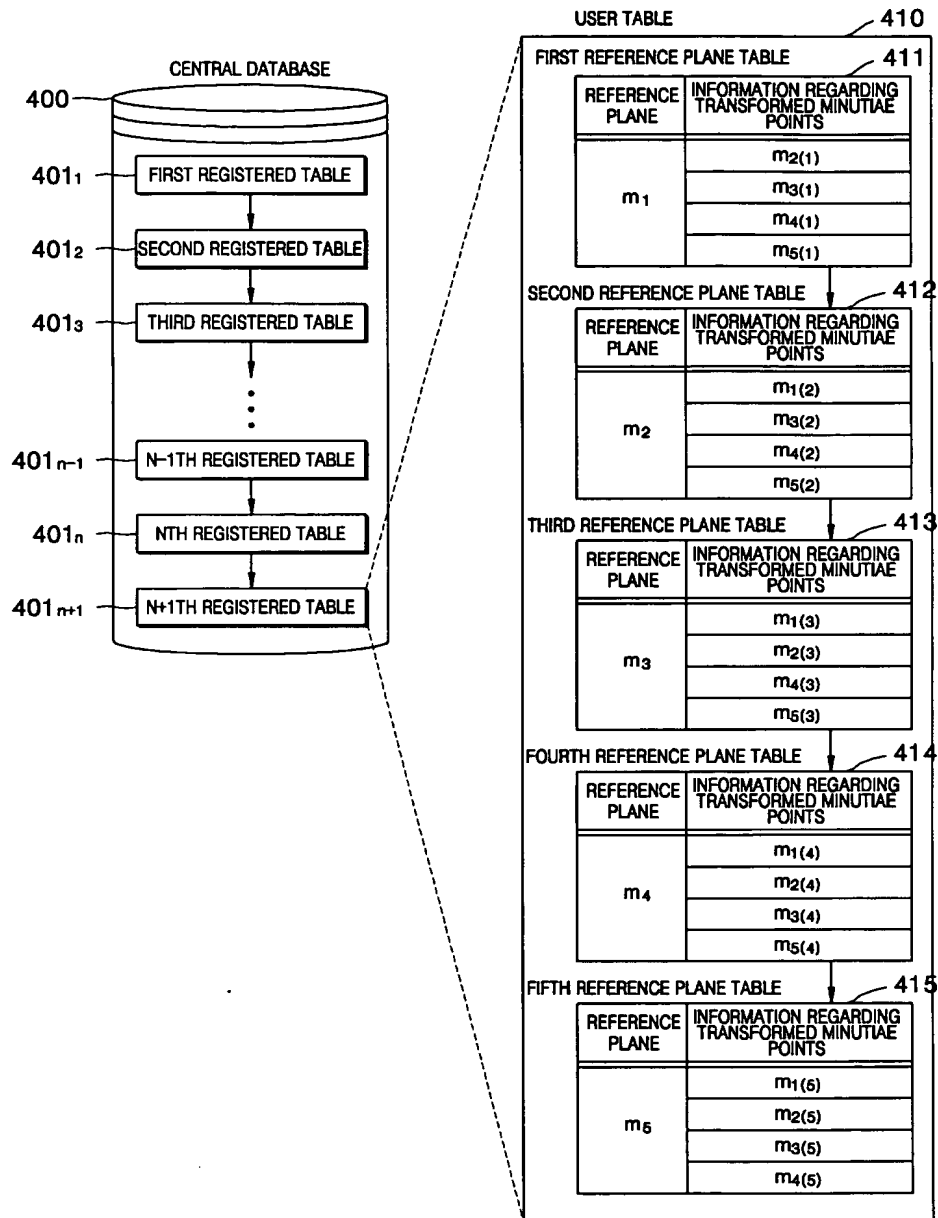 CENTRAL DATABASE
400
401₁
FIRST REGISTERED TABLE
401₂
SECOND REGISTERED TABLE
401₃
THIRD REGISTERED TABLE
401ₙ₋₁
N-1TH REGISTERED TABLE
401ₙ
NTH REGISTERED TABLE
401ₙ₊₁
N+1TH REGISTERED TABLE
USER TABLE
410
FIRST REFERENCE PLANE TABLE
411
REFERENCE
PLANE
INFORMATION REGARDING
TRANSFORMED MINUTIAE
POINTS
m₁
m₂₍₁₎
m₃₍₁₎
m₄₍₁₎
m₅₍₁₎
SECOND REFERENCE PLANE TABLE
412
REFERENCE
PLANE
INFORMATION REGARDING
TRANSFORMED MINUTIAE
POINTS
m₂
m₁₍₂₎
m₃₍₂₎
m₄₍₂₎
m₅₍₂₎
THIRD REFERENCE PLANE TABLE
413
REFERENCE
PLANE
INFORMATION REGARDING
TRANSFORMED MINUTIAE
POINTS
m₃
m₁₍₃₎
m₂₍₃₎
m₄₍₃₎
m₅₍₃₎
FOURTH REFERENCE PLANE TABLE
414
REFERENCE
PLANE
INFORMATION REGARDING
TRANSFORMED MINUTIAE
POINTS
m₄
m₁₍₄₎
m₂₍₄₎
m₃₍₄₎
m₅₍₄₎
FIFTH REFERENCE PLANE TABLE
415
REFERENCE
PLANE
INFORMATION REGARDING
TRANSFORMED MINUTIAE
POINTS
m₅
m₁₍₅₎
m₂₍₅₎
m₃₍₅₎
m₄₍₅₎